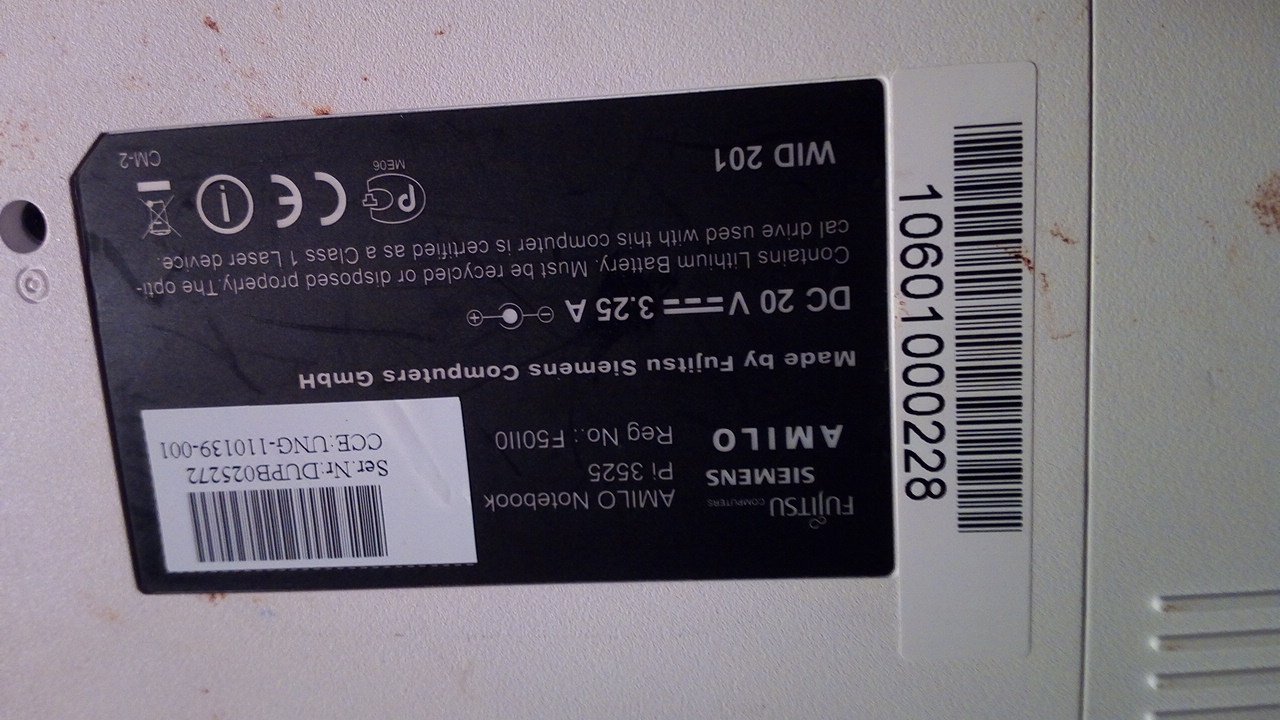 FUJITSU COMPUTERS
SIEMENS
AMILO
AMILO Notebook
Pi 3525
Reg No.: F50II0
Ser.Nr:DUPB025272
CCE:UNG-110139-001
Made by Fujitsu Siemens Computers GmbH
DC 20 V 3.25 A
Contains Lithium Battery. Must be recycled or disposed properly. The opti-
cal drive used with this computer is certified as a Class 1 Laser device.
ME06
CE
WID 201
CM-2
10601000228